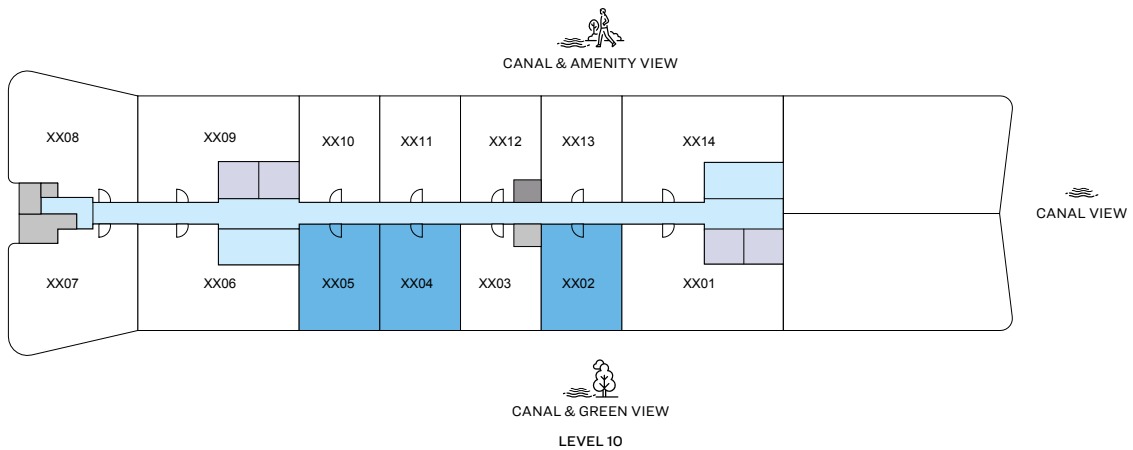 CANAL & AMENITY VIEW
XX08
XX09
XX10
XX11
XX12
XX13
XX14
CANAL VIEW
XX07
XX06
XX05
XX04
XX03
XX02
XX01
CANAL & GREEN VIEW
LEVEL 10